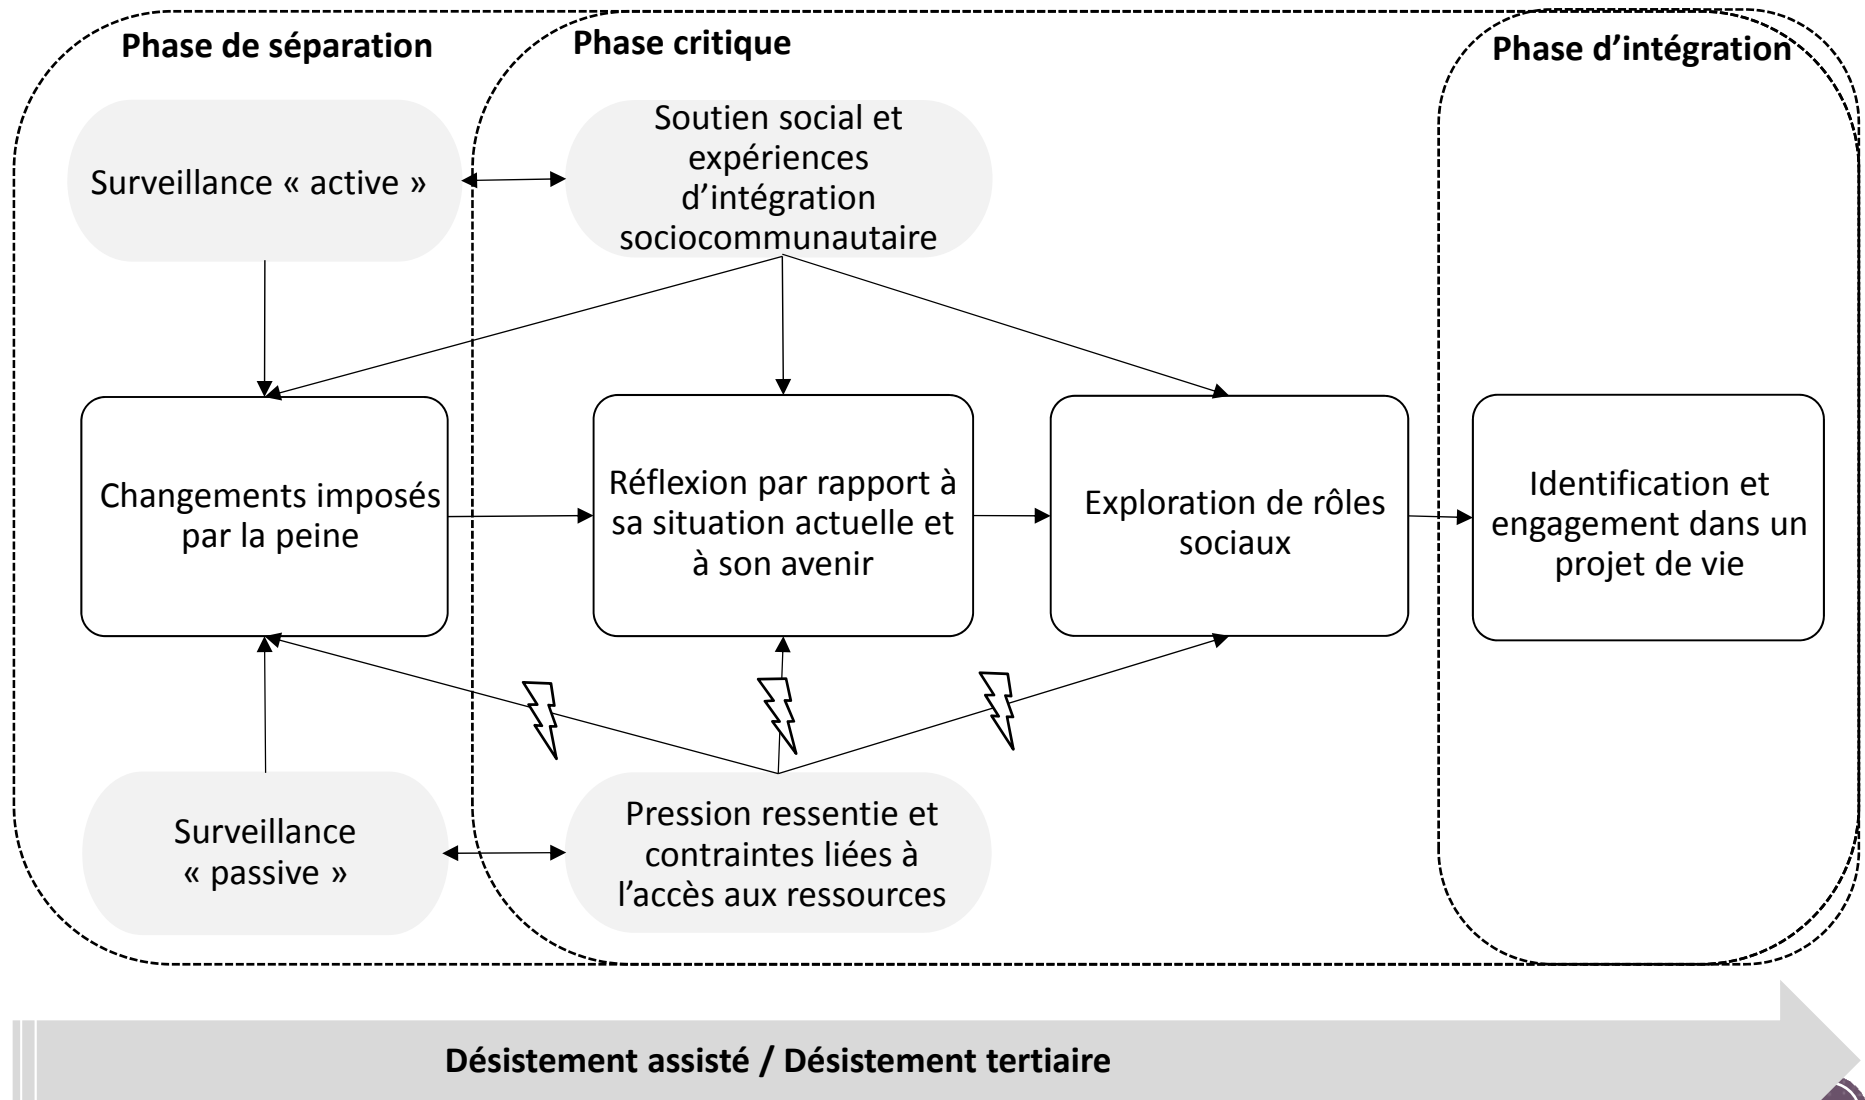 Phase de séparation
Phase critique
Phase d’intégration
Surveillance « active »
Soutien social et
expériences
d’intégration
sociocommunautaire
Changements imposés
par la peine
Réflexion par rapport à
sa situation actuelle et
à son avenir
Exploration de rôles
sociaux
Identification et
engagement dans un
projet de vie
Surveillance
« passive »
Pression ressentie et
contraintes liées à
l’accès aux ressources
Désistement assisté / Désistement tertiaire